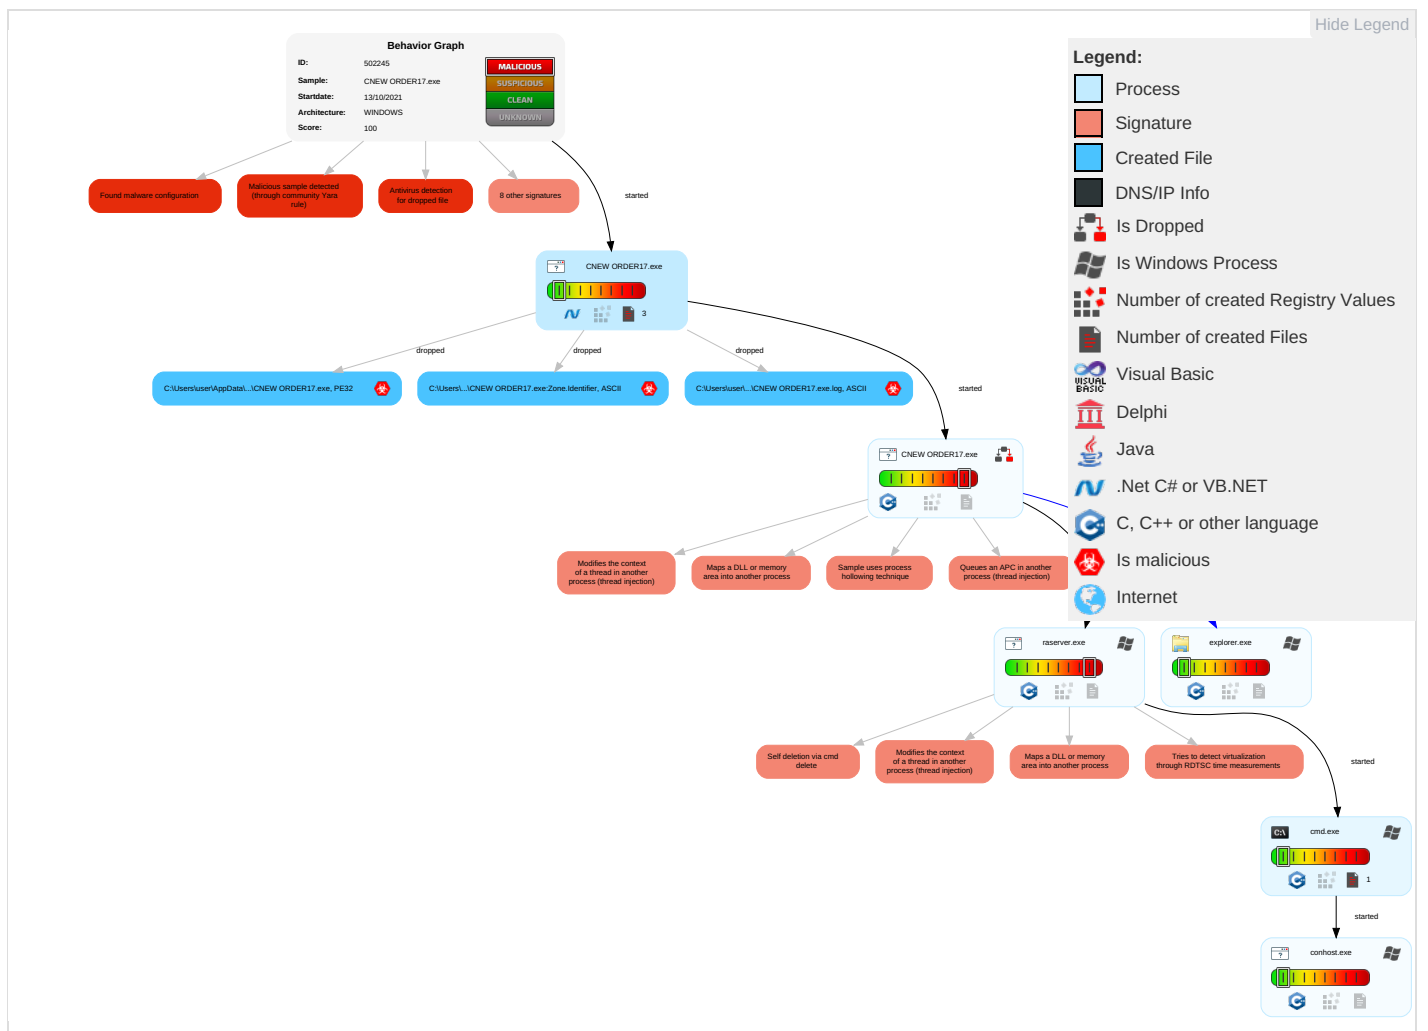 Hide Legend
Behavior Graph
ID: 502245
Sample: CNEW ORDER17.exe
Startdate: 13/10/2021
Architecture: WINDOWS
Score: 100
MALICIOUS
SUSPICIOUS
CLEAN
UNKNOWN
Legend:
Process
Signature
Created File
DNS/IP Info
Is Dropped
Is Windows Process
Number of created Registry Values
Number of created Files
VISUAL
BASIC
Visual Basic
Delphi
Java
.Net C# or VB.NET
C, C++ or other language
Is malicious
Internet
Found malware configuration
Malicious sample detected
(through community Yara
rule)
Antivirus detection
for dropped file
8 other signatures
started
CNEW ORDER17.exe
3
dropped
dropped
dropped
C:\Users\user\AppData\...\CNEW ORDER17.exe, PE32
C:\Users\...\CNEW ORDER17.exe:Zone.Identifier, ASCII
C:\Users\user\...\CNEW ORDER17.exe.log, ASCII
started
CNEW ORDER17.exe
Modifies the context
of a thread in another
process (thread injection)
Maps a DLL or memory
area into another process
Sample uses process
hollowing technique
Queues an APC in another
process (thread injection)
raserver.exe
explorer.exe
Self deletion via cmd
delete
Modifies the context
of a thread in another
process (thread injection)
Maps a DLL or memory
area into another process
Tries to detect virtualization
through RDTSC time measurements
started
C:\
cmd.exe
1
started
conhost.exe